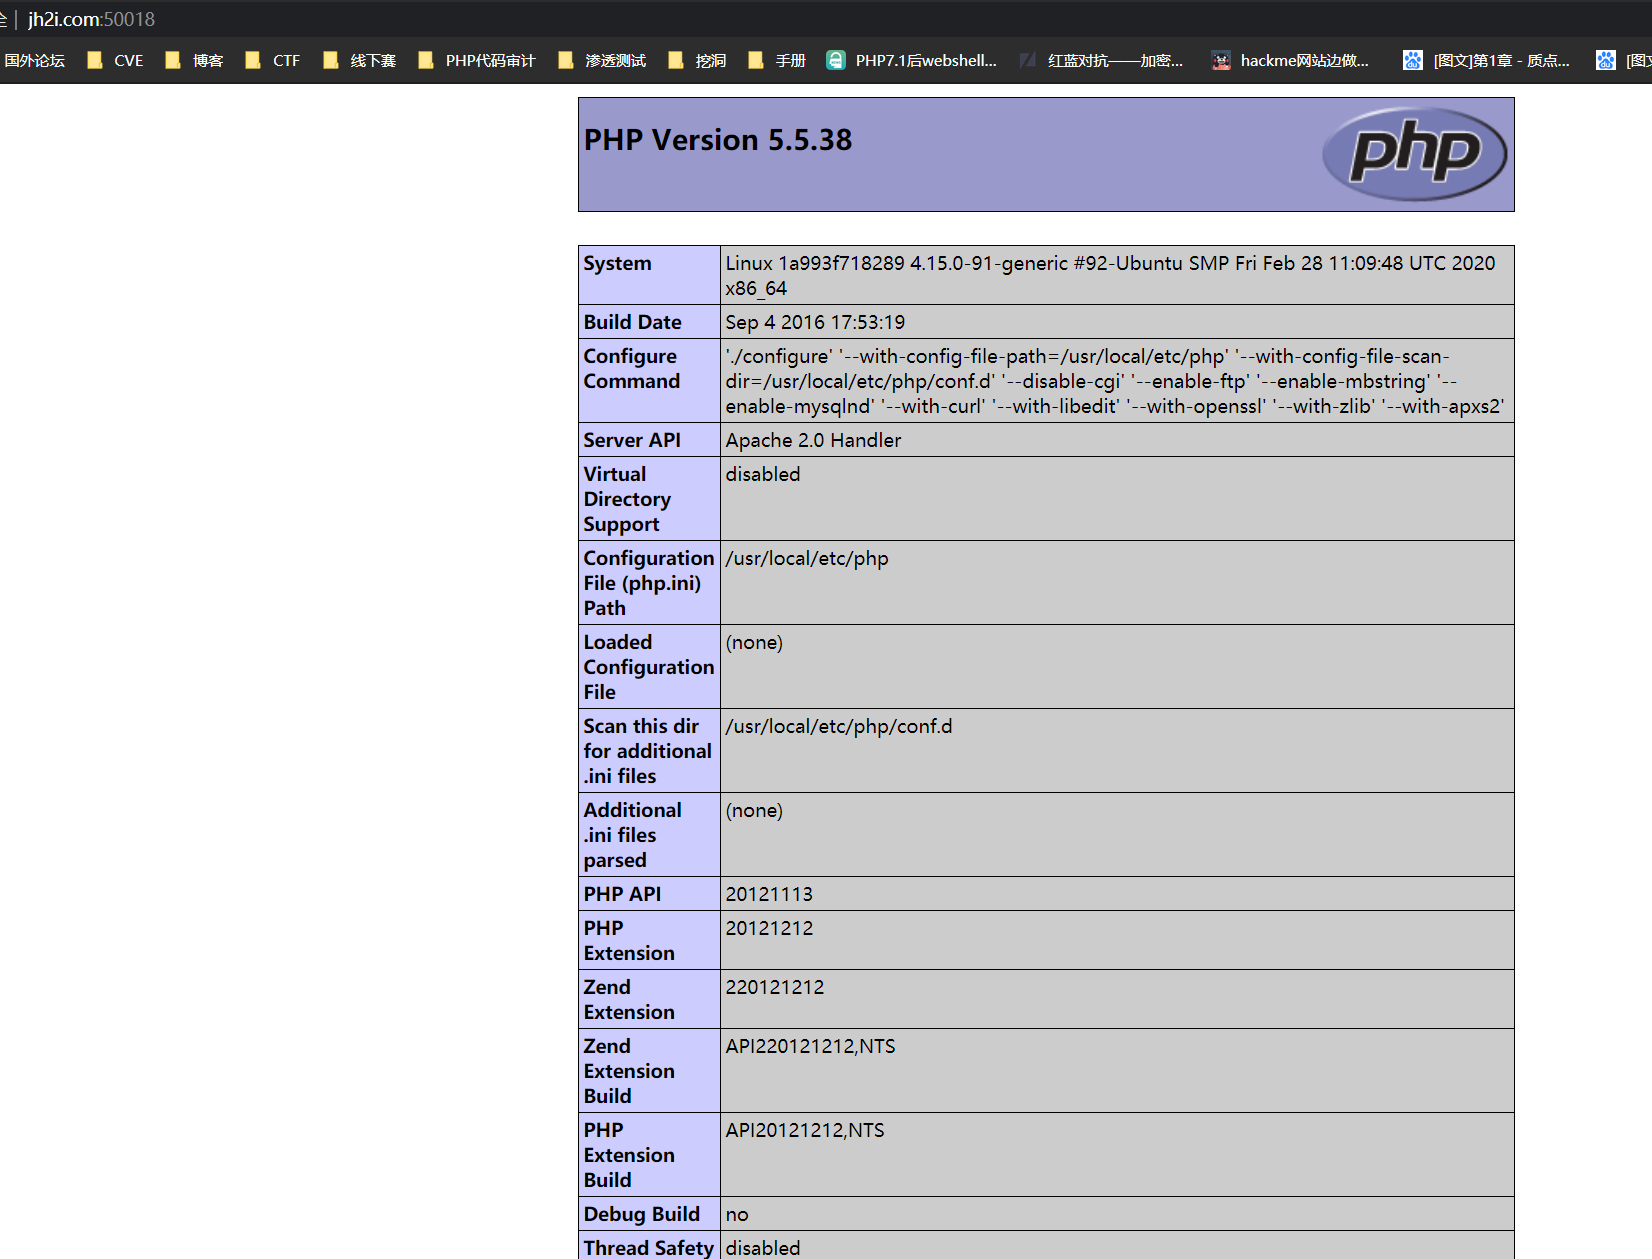 全 | jh2i.com:50018
国外论坛 CVE 博客 CTF 线下赛 PHP代码审计 渗透测试 挖洞 手册 PHP7.1后webshell... 红蓝对抗——加密... hackme网站边做... [图文]第1章 - 质点... [图文
PHP Version 5.5.38
php
System
Linux 1a993f718289 4.15.0-91-generic #92-Ubuntu SMP Fri Feb 28 11:09:48 UTC 2020
x86_64
Build Date
Sep 4 2016 17:53:19
Configure
Command
'./configure' '--with-config-file-path=/usr/local/etc/php' '--with-config-file-scan-
dir=/usr/local/etc/php/conf.d' '--disable-cgi' '--enable-ftp' '--enable-mbstring' '--
enable-mysqlnd' '--with-curl' '--with-libedit' '--with-openssl' '--with-zlib' '--with-apxs2'
Server API
Apache 2.0 Handler
Virtual
Directory
Support
disabled
Configuration
File (php.ini)
Path
/usr/local/etc/php
Loaded
Configuration
File
(none)
Scan this dir
for additional
.ini files
/usr/local/etc/php/conf.d
Additional
.ini files
parsed
(none)
PHP API
20121113
PHP
Extension
20121212
Zend
Extension
220121212
Zend
Extension
Build
API220121212,NTS
PHP
Extension
Build
API20121212,NTS
Debug Build
no
Thread Safety
disabled